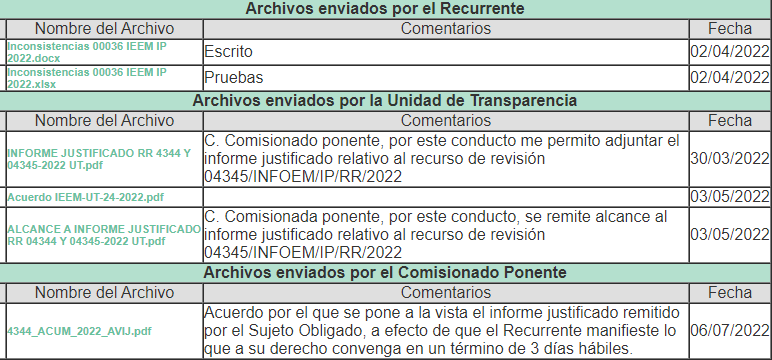 Archivos enviados por el Recurrente
Nombre del Archivo Comentarios Fecha
Inconsistencias 00036 IEEM IP
2022.docx
Escrito 02/04/2022
Inconsistencias 00036 IEEM IP
2022.xlsx
Pruebas 02/04/2022
Archivos enviados por la Unidad de Transparencia
Nombre del Archivo Comentarios Fecha
INFORME JUSTIFICADO RR 4344 Y
04345-2022 UT.pdf
C. Comisionado ponente, por este conducto me permito adjuntar el
informe justificado relativo al recurso de revisión
04345/INFOEM/IP/RR/2022
30/03/2022
Acuerdo IEEM-UT-24-2022.pdf 03/05/2022
ALCANCE A INFORME JUSTIFICADO
RR 04344 Y 04345-2022 UT.pdf
C. Comisionada ponente, por este conducto, se remite alcance al
informe justificado relativo al recurso de revisión
04345/INFOEM/IP/RR/2022
03/05/2022
Archivos enviados por el Comisionado Ponente
Nombre del Archivo Comentarios Fecha
4344_ACUM_2022_AVIJ.pdf
Acuerdo por el que se pone a la vista el informe justificado remitido
por el Sujeto Obligado, a efecto de que el Recurrente manifieste lo
que a su derecho convenga en un término de 3 días hábiles.
06/07/2022